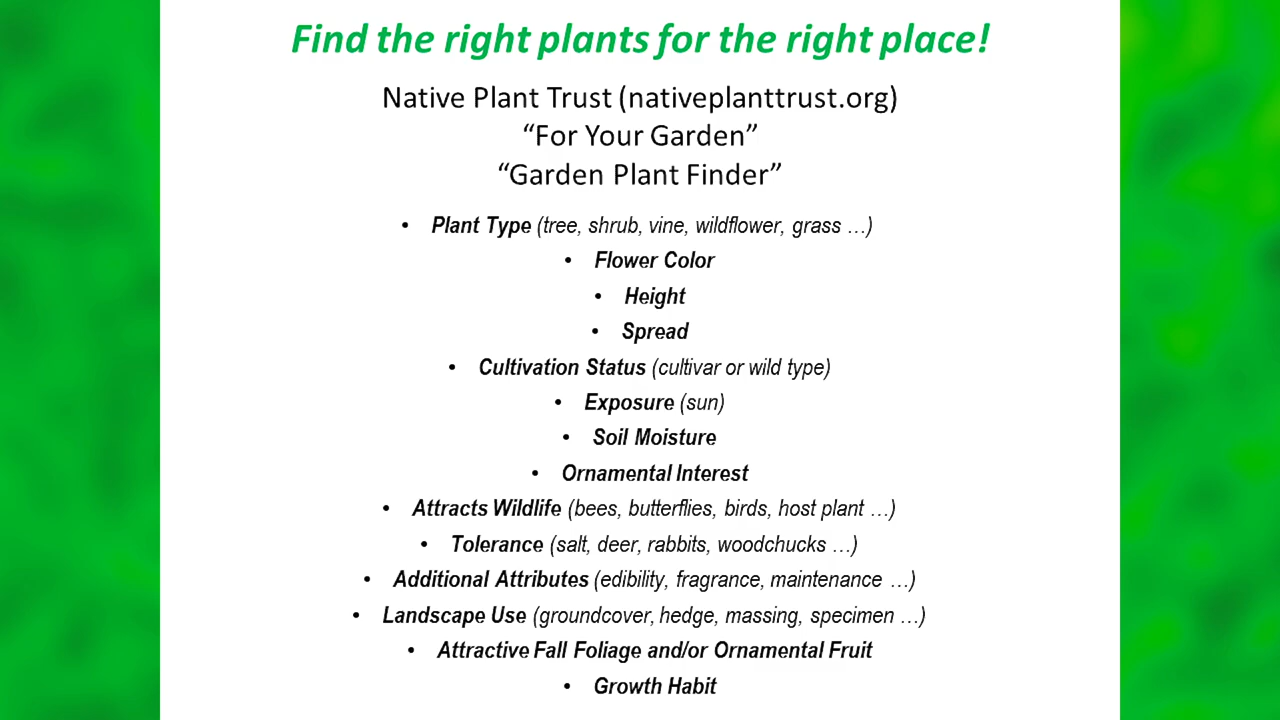 Find the right plants for the right place!
Native Plant Trust (nativeplanttrust.org)
“For Your Garden”
“Garden Plant Finder”
• Plant Type (tree, shrub, vine, wildflower, grass …)
• Flower Color
• Height
• Spread
• Cultivation Status (cultivar or wild type)
• Exposure (sun)
• Soil Moisture
• Ornamental Interest
• Attracts Wildlife (bees, butterflies, birds, host plant …)
• Tolerance (salt, deer, rabbits, woodchucks …)
• Additional Attributes (edibility, fragrance, maintenance …)
• Landscape Use (groundcover, hedge, massing, specimen …)
• Attractive Fall Foliage and/or Ornamental Fruit
• Growth Habit